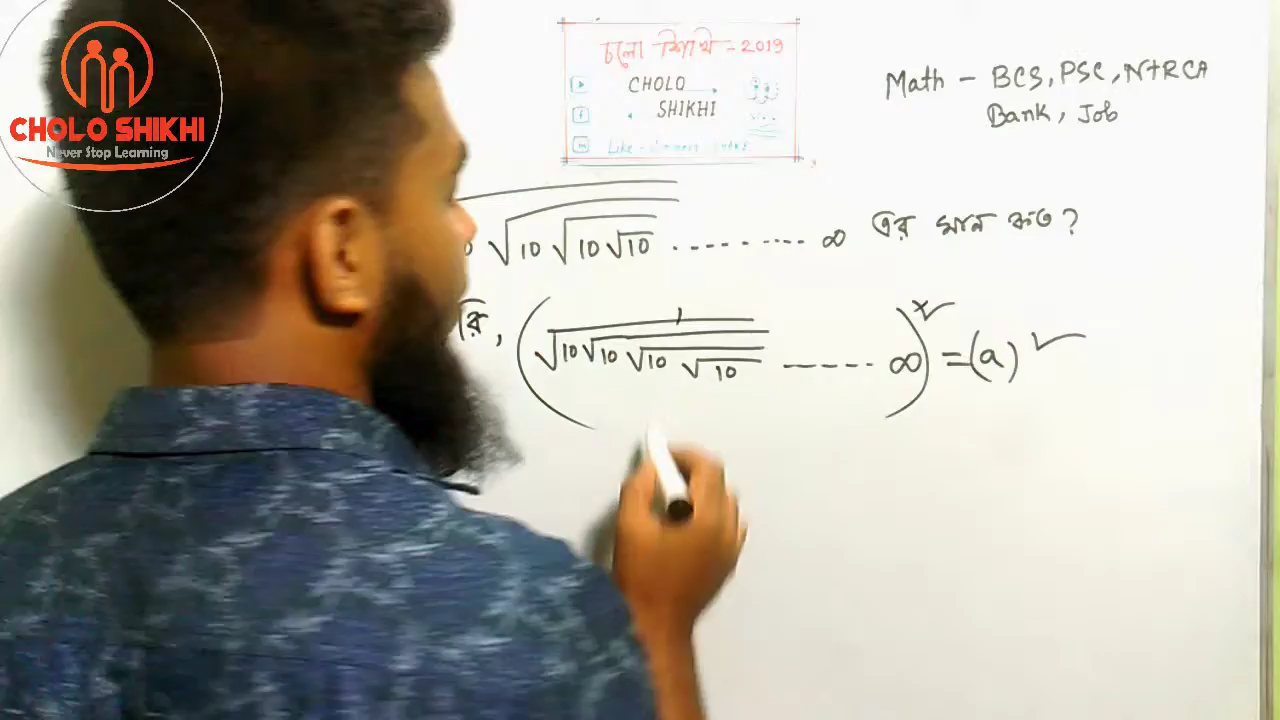 CHOLO SHIKHI
Never Stop Learning
চলো শিখি - 2019
CHOLO
SHIKHI
Math - BCS, PSC, NTRCA
Bank, Job
√10 √10 √10 .......... ∞ এর মান কত?
রি, (√10 √10 √10 √10 ------- ∞)² = (a)²